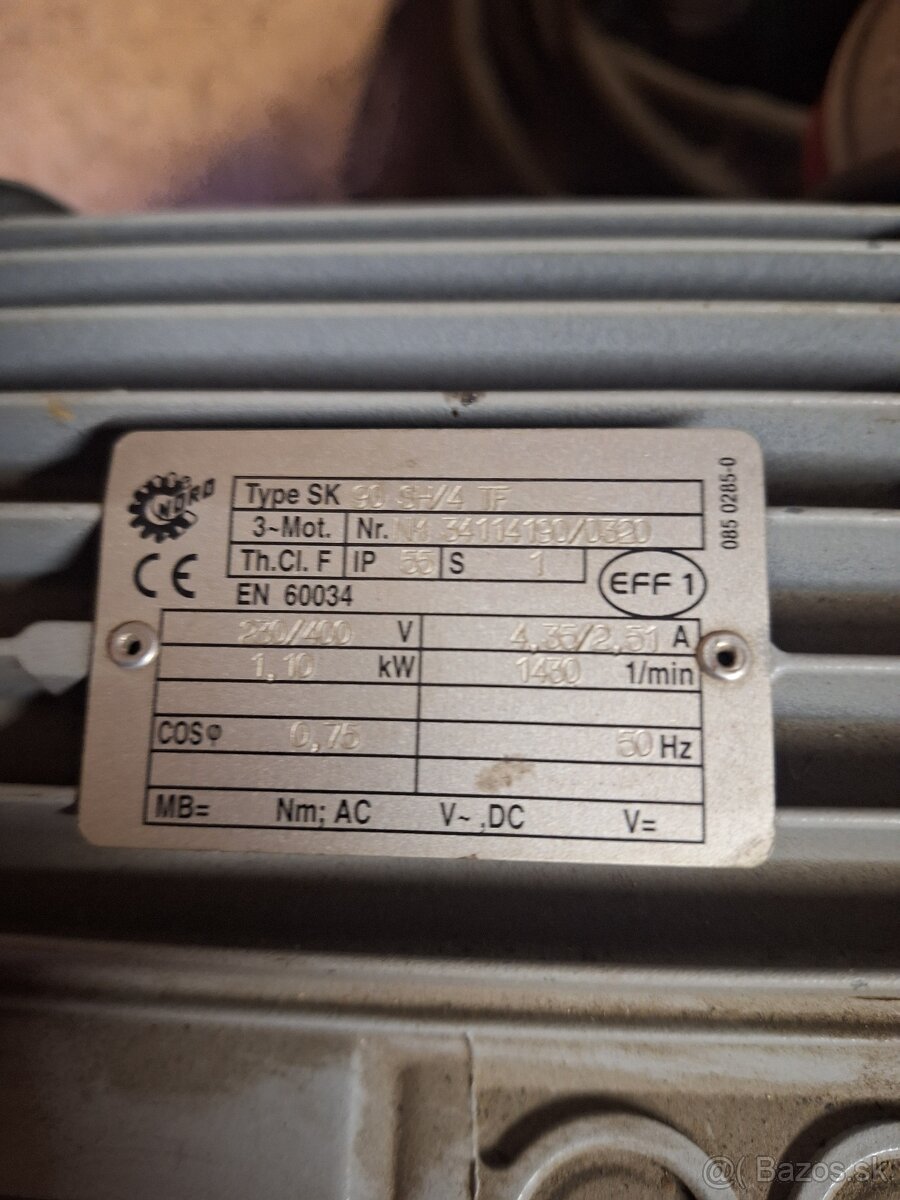 NORD
Type SK 90 SH/4 TF
3~Mot. Nr. 34114190/0320
Th.Cl. F IP 55 S 1
CE EN 60034 EFF 1
085 0285-0
230/400 V 4,35/2,51 A
1,10 kW 1430 1/min
COSφ 0,75 50 Hz
MB= Nm; AC V~ ,DC V=
@( Bazos.sk